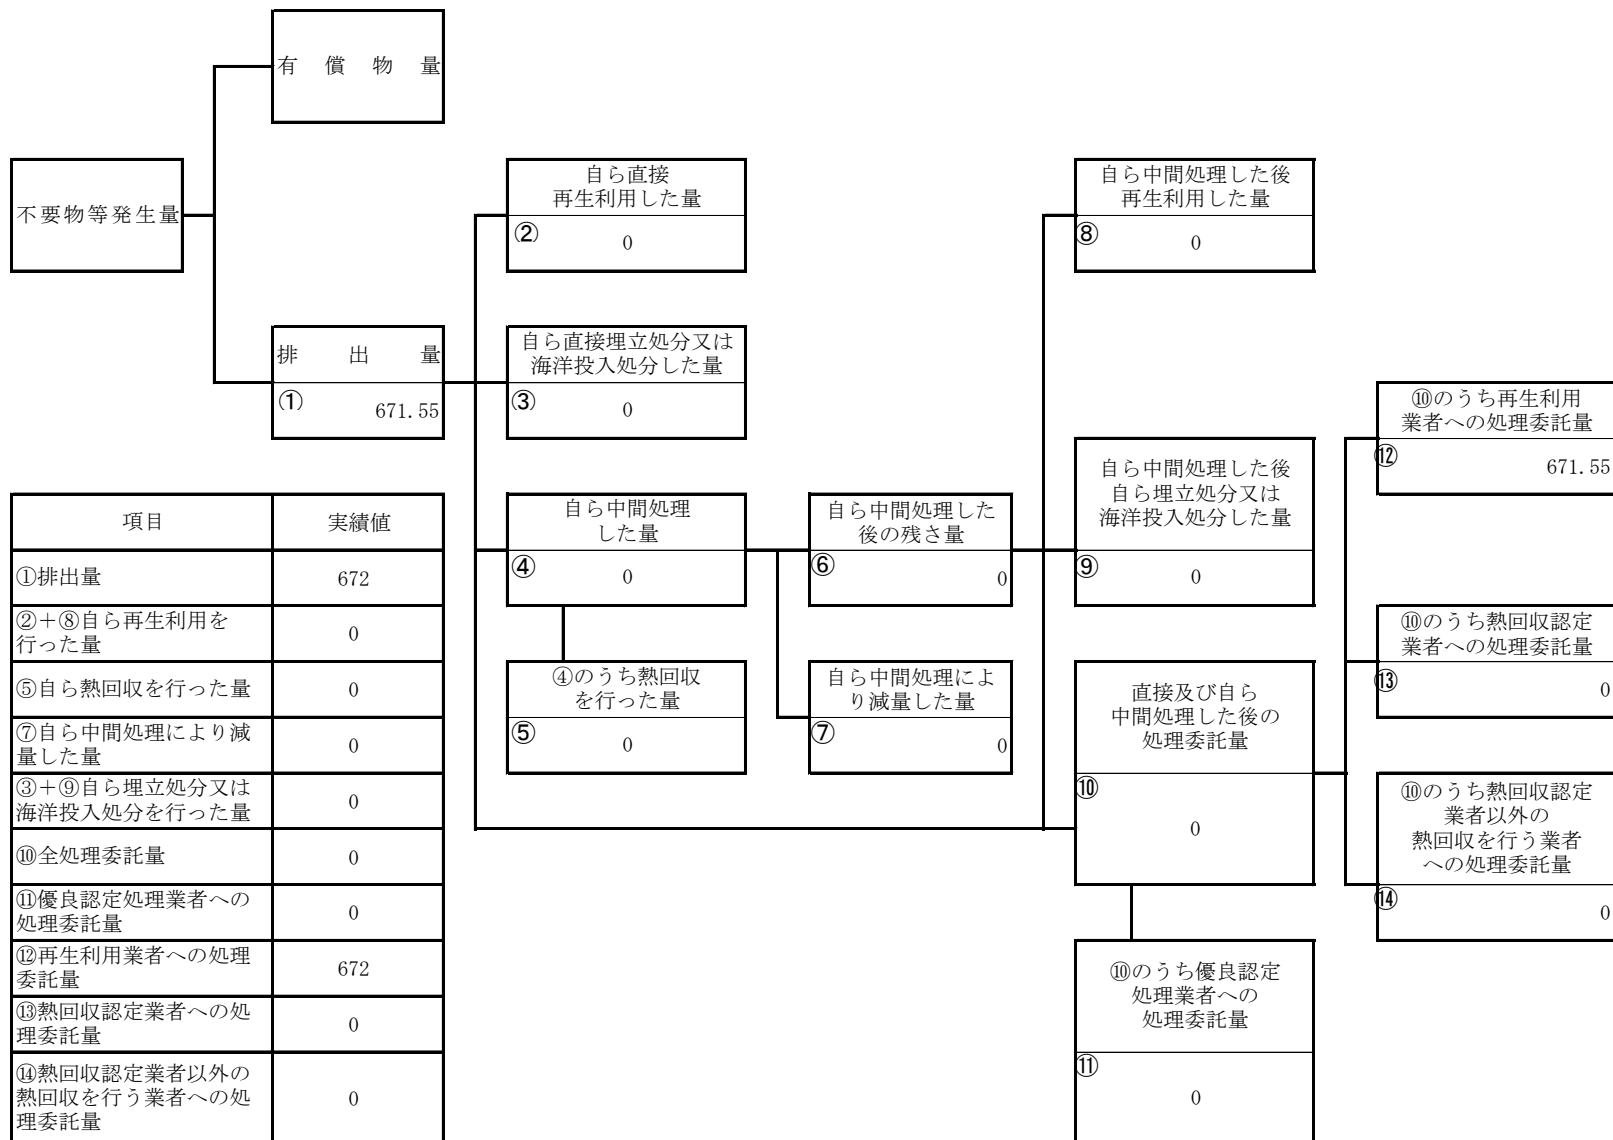 有償物量
不要物等発生量
排出量
① 671.55
自ら直接
再生利用した量
② 0
自ら直接埋立処分又は
海洋投入処分した量
③ 0
自ら中間処理
した量
④ 0
④のうち熱回収
を行った量
⑤ 0
自ら中間処理した
後の残さ量
⑥ 0
自ら中間処理によ
り減量した量
⑦ 0
自ら中間処理した後
再生利用した量
⑧ 0
自ら中間処理した後
自ら埋立処分又は
海洋投入処分した量
⑨ 0
直接及び自ら
中間処理した後の
処理委託量
⑩
0
⑩のうち優良認定
処理業者への
処理委託量
⑪
0
⑩のうち再生利用
業者への処理委託量
⑫ 671.55
⑩のうち熱回収認定
業者への処理委託量
⑬ 0
⑩のうち熱回収認定
業者以外の
熱回収を行う業者
への処理委託量
⑭ 0
項目 実績値
①排出量 672
②+⑧自ら再生利用を
行った量 0
⑤自ら熱回収を行った量 0
⑦自ら中間処理により減
量した量 0
③+⑨自ら埋立処分又は
海洋投入処分を行った量 0
⑩全処理委託量 0
⑪優良認定処理業者への
処理委託量 0
⑫再生利用業者への処理
委託量 672
⑬熱回収認定業者への処
理委託量 0
⑭熱回収認定業者以外の
熱回収を行う業者への処
理委託量 0